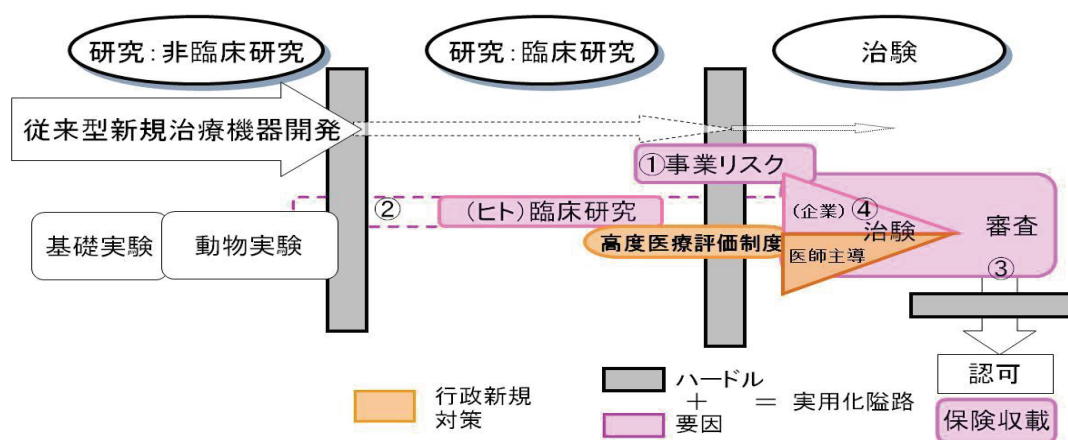 研究：非臨床研究
研究：臨床研究
治験
従来型新規治療機器開発
①事業リスク
②
（ヒト）臨床研究
（企業）④
治験
審査
基礎実験
動物実験
高度医療評価制度
医師主導
③
認可
保険収載
行政新規
対策
ハードル
＋
要因
＝ 実用化隘路